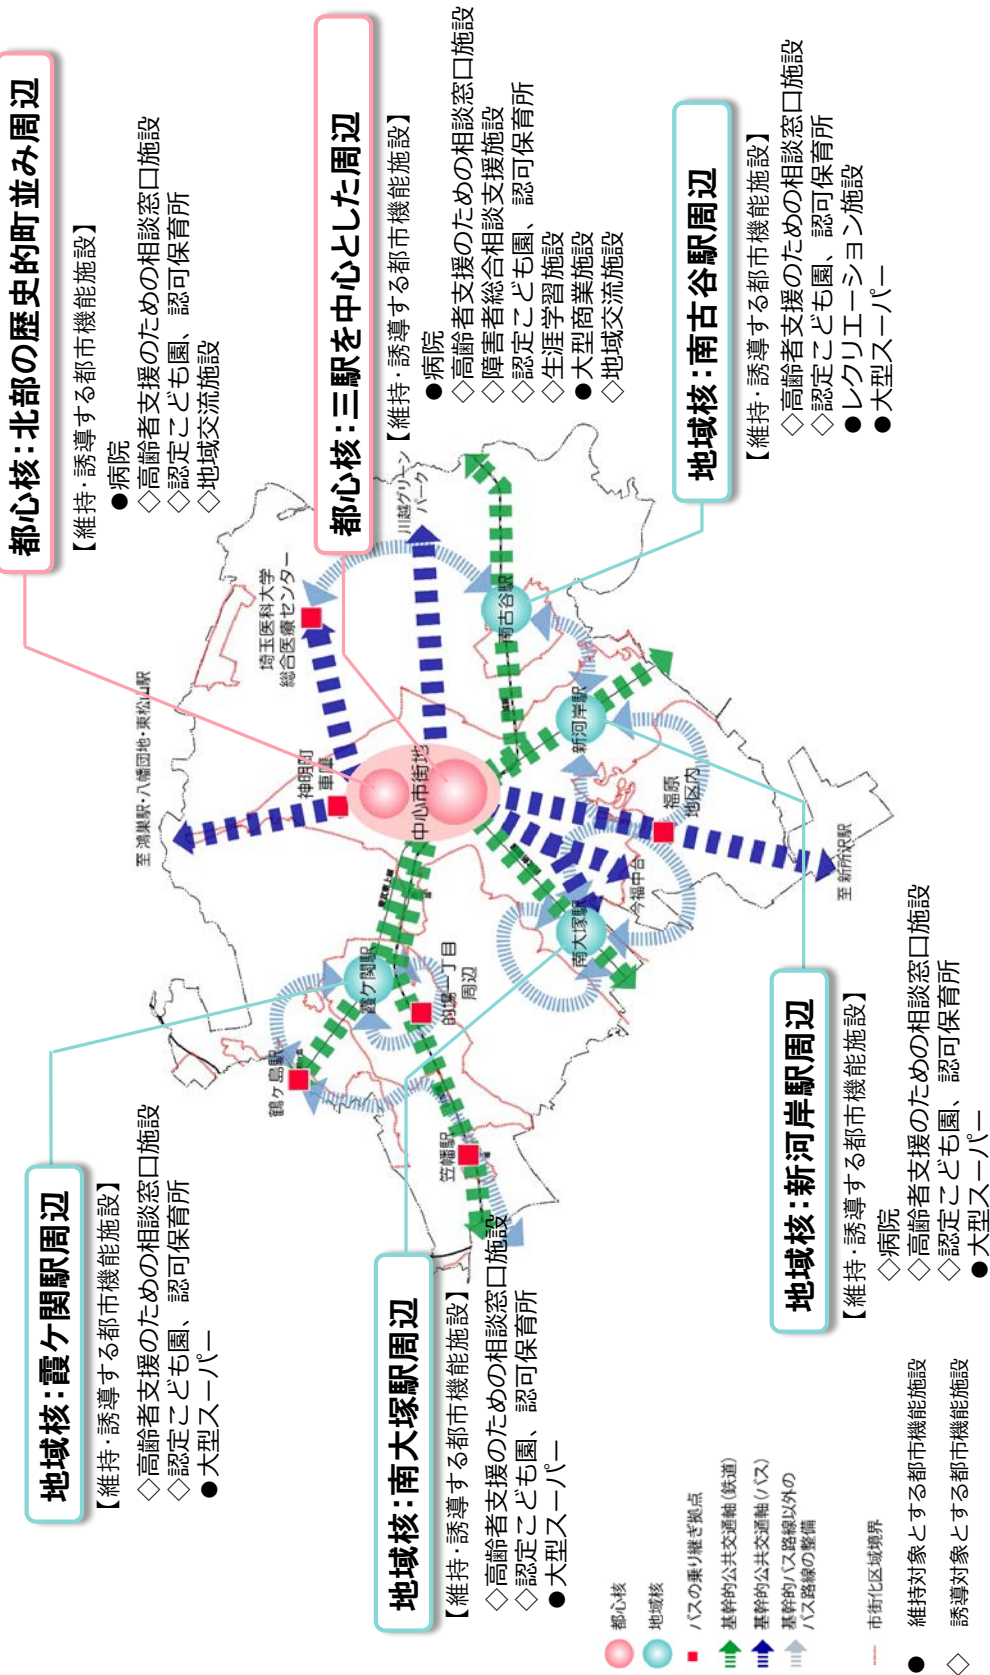 都心核：北部の歴史的町並み周辺
【維持・誘導する都市機能施設】
●病院
◇高齢者支援のための相談窓口施設
◇認定こども園、認可保育所
◇地域交流施設
都心核：三駅を中心とした周辺
【維持・誘導する都市機能施設】
●病院
◇高齢者支援のための相談窓口施設
◇障害者総合相談支援施設
◇認定こども園、認可保育所
◇生涯学習施設
●大型商業施設
◇地域交流施設
地域核：南古谷駅周辺
【維持・誘導する都市機能施設】
◇高齢者支援のための相談窓口施設
◇認定こども園、認可保育所
●レクリエーション施設
●大型スーパー
地域核：霞ケ関駅周辺
【維持・誘導する都市機能施設】
◇高齢者支援のための相談窓口施設
◇認定こども園、認可保育所
●大型スーパー
地域核：南大塚駅周辺
【維持・誘導する都市機能施設】
◇高齢者支援のための相談窓口施設
◇認定こども園、認可保育所
●大型スーパー
地域核：新河岸駅周辺
【維持・誘導する都市機能施設】
◇病院
◇高齢者支援のための相談窓口施設
◇認定こども園、認可保育所
●大型スーパー
至 鴻巣駅・八幡団地・東松山駅
埼玉医科大学
総合医療センター
川越グリーン
パーク
神明町
車庫
中心市街地
南古谷駅
新河岸駅
福原
地区内
至 新所沢駅
今福中台
南大塚駅
霞ケ関駅
的場一丁目
周辺
鶴ヶ島駅
笠幡駅
都心核
地域核
バスの乗り継ぎ拠点
基幹的公共交通軸(鉄道)
基幹的公共交通軸(バス)
基幹的バス路線以外の
バス路線の整備
市街化区域境界
● 維持対象とする都市機能施設
◇ 誘導対象とする都市機能施設